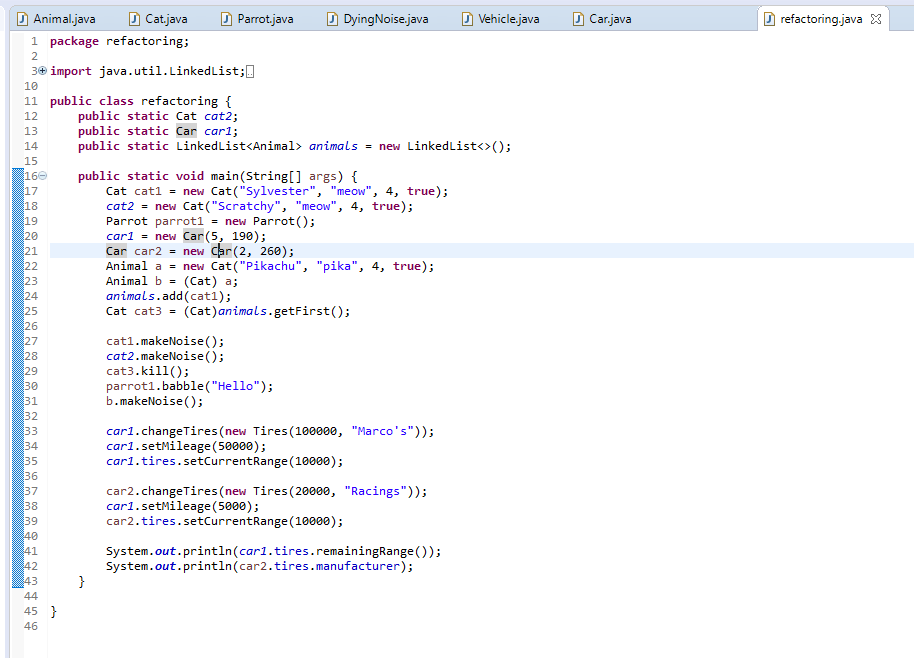 Animal.java Cat.java Parrot.java DyingNoise.java Vehicle.java Car.java refactoring.java
1 package refactoring;
2
3 import java.util.LinkedList;
10
11 public class refactoring {
12 public static Cat cat2;
13 public static Car car1;
14 public static LinkedList<Animal> animals = new LinkedList<>();
15
16 public static void main(String[] args) {
17 Cat cat1 = new Cat("Sylvester", "meow", 4, true);
18 cat2 = new Cat("Scratchy", "meow", 4, true);
19 Parrot parrot1 = new Parrot();
20 car1 = new Car(5, 190);
21 Car car2 = new Car(2, 260);
22 Animal a = new Cat("Pikachu", "pika", 4, true);
23 Animal b = (Cat) a;
24 animals.add(cat1);
25 Cat cat3 = (Cat)animals.getFirst();
26
27 cat1.makeNoise();
28 cat2.makeNoise();
29 cat3.kill();
30 parrot1.babble("Hello");
31 b.makeNoise();
32
33 car1.changeTires(new Tires(100000, "Marco's"));
34 car1.setMileage(50000);
35 car1.tires.setCurrentRange(10000);
36
37 car2.changeTires(new Tires(20000, "Racings"));
38 car1.setMileage(5000);
39 car2.tires.setCurrentRange(10000);
40
41 System.out.println(car1.tires.remainingRange());
42 System.out.println(car2.tires.manufacturer);
43 }
44
45 }
46